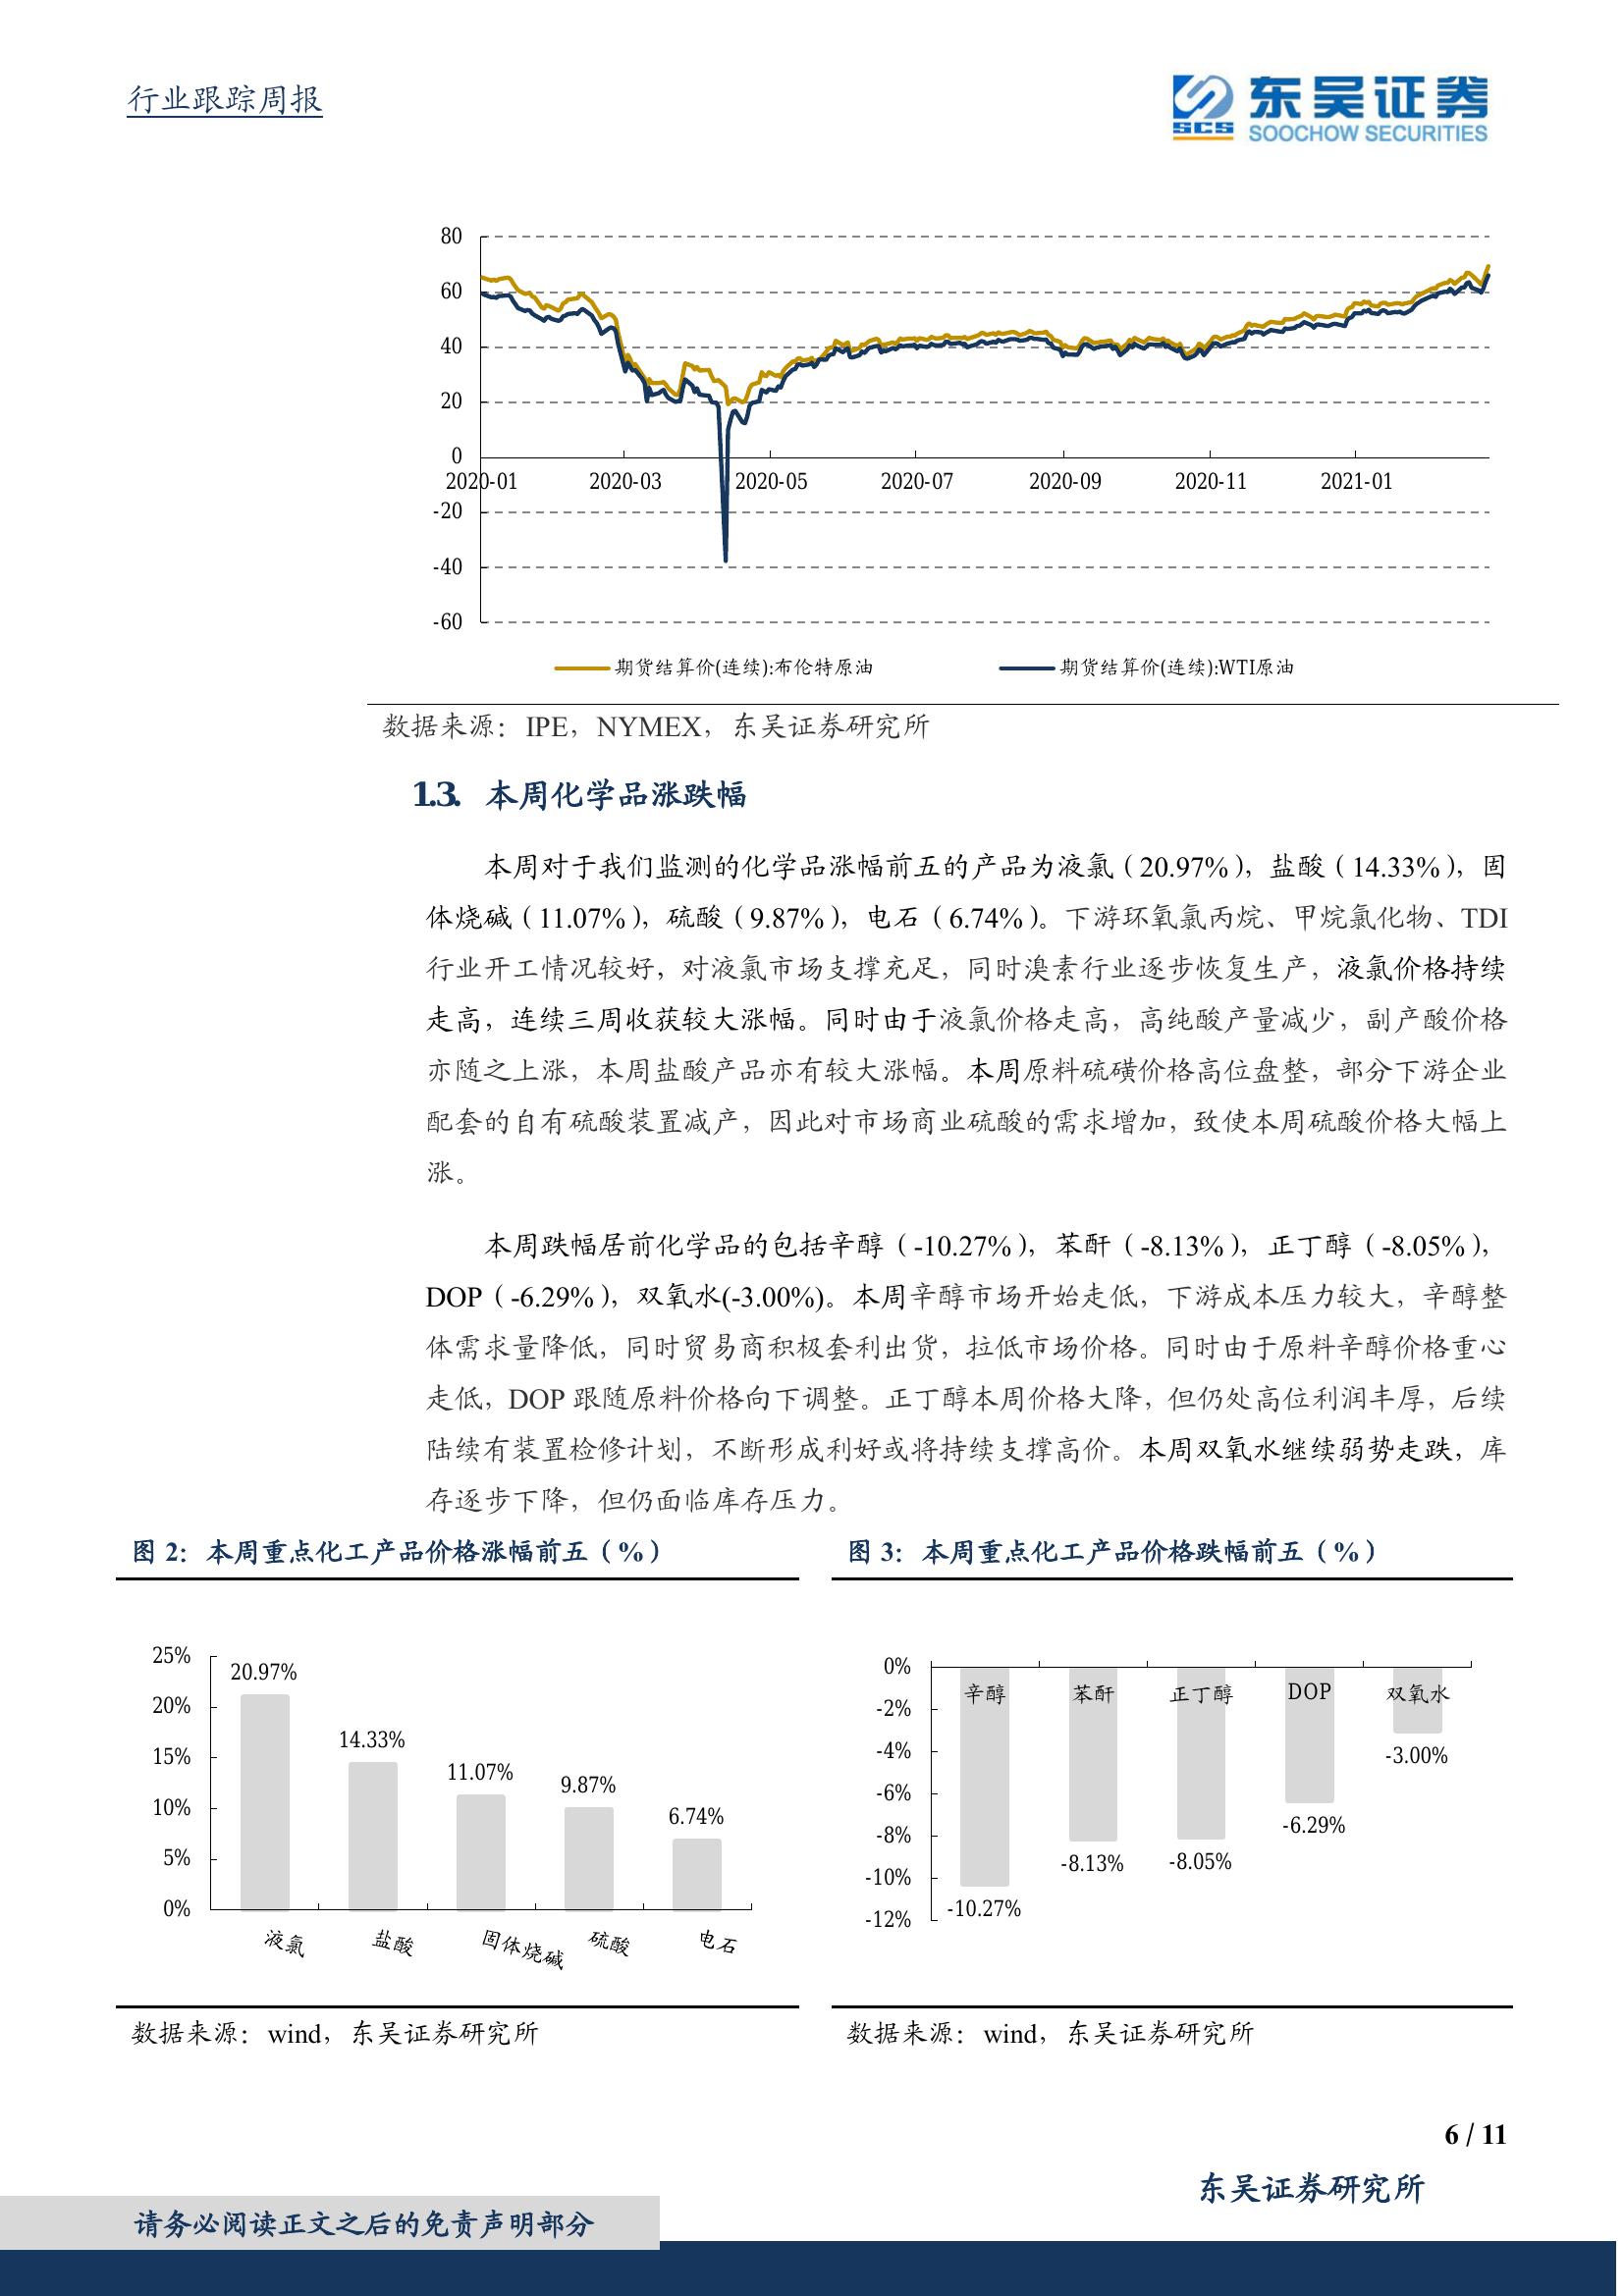 行业跟踪周报
SCS 东吴证券
SOOCHOW SECURITIES
80
60
40
20
0
2020-01 2020-03 2020-05 2020-07 2020-09 2020-11 2021-01
-20
-40
-60
期货结算价(连续):布伦特原油 期货结算价(连续):WTI原油
数据来源：IPE，NYMEX，东吴证券研究所
1.3. 本周化学品涨跌幅
本周对于我们监测的化学品涨幅前五的产品为液氯（20.97%），盐酸（14.33%），固
体烧碱（11.07%），硫酸（9.87%），电石（6.74%）。下游环氧氯丙烷、甲烷氯化物、TDI
行业开工情况较好，对液氯市场支撑充足，同时溴素行业逐步恢复生产，液氯价格持续
走高，连续三周收获较大涨幅。同时由于液氯价格走高，高纯酸产量减少，副产酸价格
亦随之上涨，本周盐酸产品亦有较大涨幅。本周原料硫磺价格高位盘整，部分下游企业
配套的自有硫酸装置减产，因此对市场商业硫酸的需求增加，致使本周硫酸价格大幅上
涨。
本周跌幅居前化学品的包括辛醇（-10.27%），苯酐（-8.13%），正丁醇（-8.05%），
DOP（-6.29%），双氧水(-3.00%)。本周辛醇市场开始走低，下游成本压力较大，辛醇整
体需求量降低，同时贸易商积极套利出货，拉低市场价格。同时由于原料辛醇价格重心
走低，DOP 跟随原料价格向下调整。正丁醇本周价格大降，但仍处高位利润丰厚，后续
陆续有装置检修计划，不断形成利好或将持续支撑高价。本周双氧水继续弱势走跌，库
存逐步下降，但仍面临库存压力。
图 2：本周重点化工产品价格涨幅前五（%）
25%
20%
15%
10%
5%
0%
20.97%
14.33%
11.07%
9.87%
6.74%
液氯 盐酸 固体烧碱 硫酸 电石
数据来源：wind，东吴证券研究所
图 3：本周重点化工产品价格跌幅前五（%）
0%
-2%
-4%
-6%
-8%
-10%
-12%
辛醇 苯酐 正丁醇 DOP 双氧水
-10.27%
-8.13%
-8.05%
-6.29%
-3.00%
数据来源：wind，东吴证券研究所
6 / 11
东吴证券研究所
请务必阅读正文之后的免责声明部分